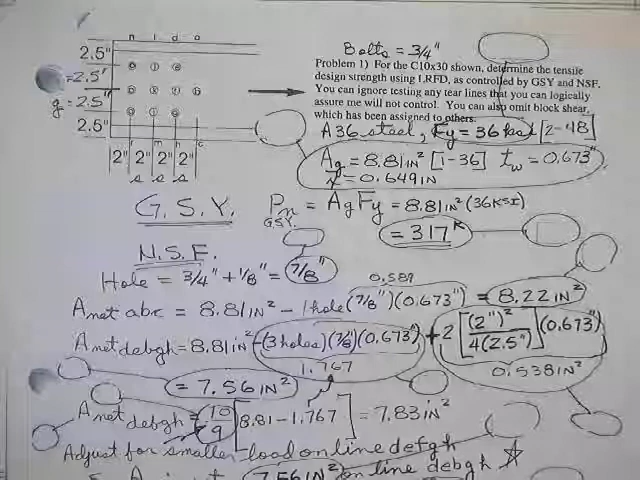 n l d a
Bolts = 3/4"
2.5"
=2.5'
g =2.5"
2.5"
2" 2" 2" 2"
s s s
Problem 1) For the C10x30 shown, determine the tensile
design strength using LRFD, as controlled by GSY and NSF.
You can ignore testing any tear lines that you can logically
assure me will not control. You can also omit block shear,
which has been assigned to others.
A36 steel, Fy = 36 ksi [2-48]
Ag = 8.81 in² [1-36] tw = 0.673"
x̄ = 0.649 IN
G.S.Y. Pn = AgFy = 8.81 in² (36 KSI)
G.S.Y.
= 317 K
N.S.F.
Hole = 3/4" + 1/8" = 7/8"
0.589
Anet abc = 8.81 IN² - 1 hole (7/8")(0.673") = 8.22 in²
Anet debgh = 8.81 in² - (3 holes)(7/8)(0.673") + 2 [(2")²/4(2.5")](0.673")
1.767
0.538 IN²
= 7.56 IN²
Anet debgh = 10/9 [8.81 - 1.767] = 7.83 in²
Adjust for smaller load on line defgh
7.56 IN² on line debgh ☆